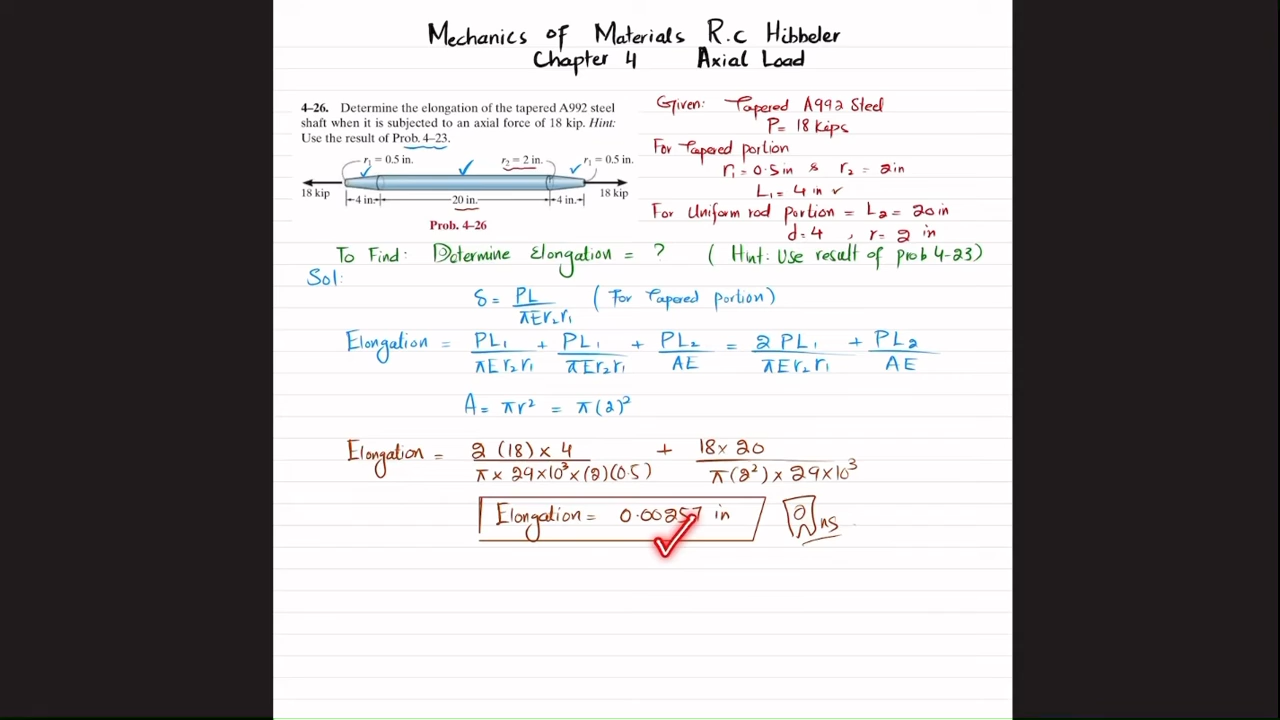 Mechanics of Materials R.c Hibbeler
Chapter 4 Axial Load
4–26. Determine the elongation of the tapered A992 steel
shaft when it is subjected to an axial force of 18 kip. Hint:
Use the result of Prob. 4–23.
r₁ = 0.5 in. r₂ = 2 in. r₁ = 0.5 in.
18 kip 18 kip
4 in. 20 in. 4 in.
Prob. 4–26
Given: Tapered A992 Steel
P = 18 kips
For Tapered portion
r₁ = 0.5in & r₂ = 2in
L₁ = 4 in
For Uniform rod portion = L₂ = 20 in
d = 4 , r = 2 in
To Find: Determine Elongation = ? (Hint: Use result of prob 4-23)
Sol:
δ = PL / πEr₂r₁ (For Tapered portion)
Elongation = PL₁ / πEr₂r₁ + PL₁ / πEr₂r₁ + PL₂ / AE = 2PL₁ / πEr₂r₁ + PL₂ / AE
A = πr² = π(2)²
Elongation = 2 (18) × 4 / π × 29×10³ × (2)(0.5) + 18 × 20 / π(2²) × 29×10³
Elongation = 0.00257 in
Ans